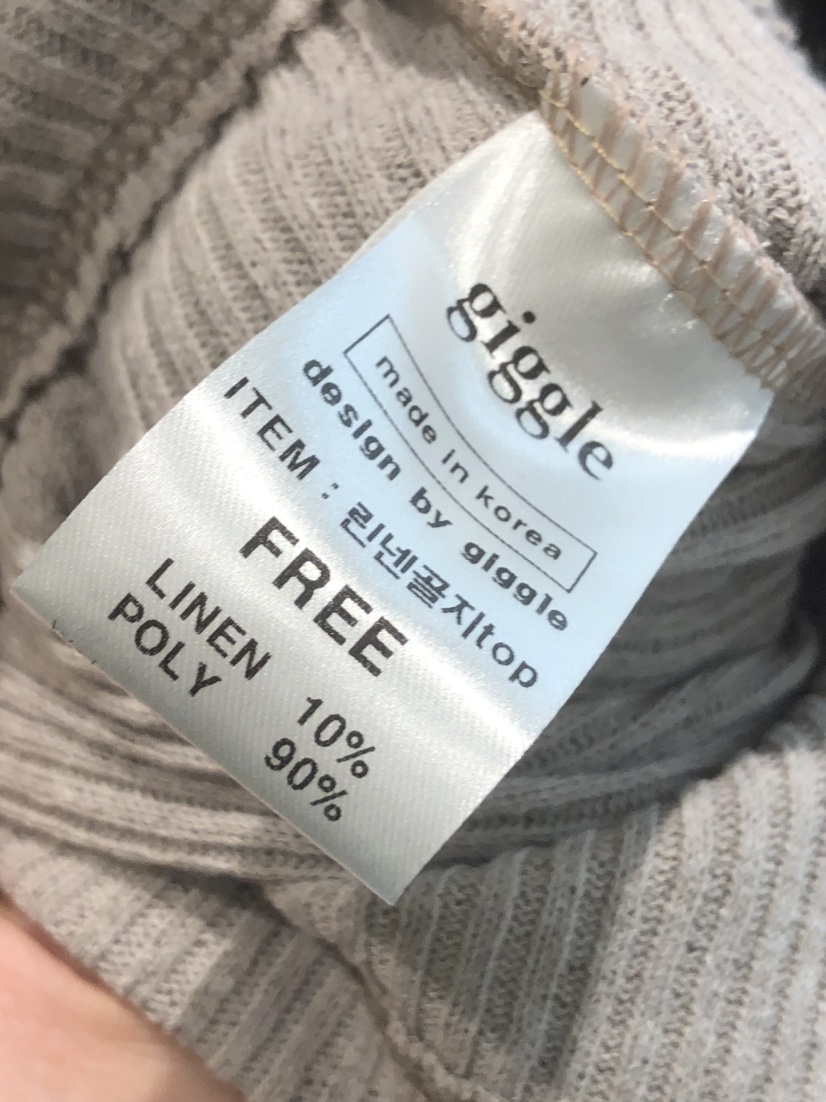 giggle
made in korea
design by giggle
ITEM : 린넨골지top
FREE
LINEN 10%
POLY 90%